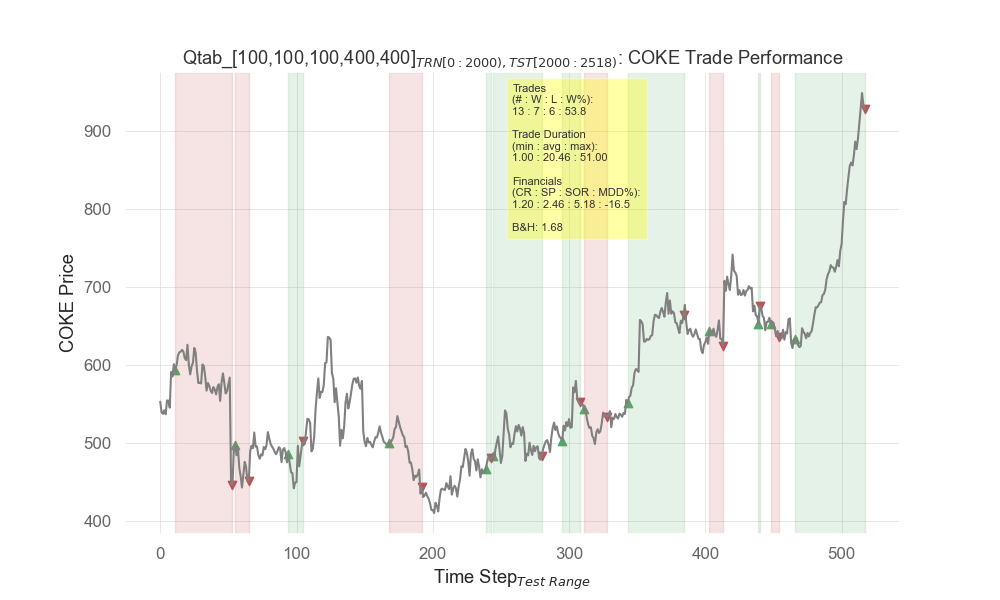 Qtab_[100,100,100,400,400]TRN[0 : 2000), TST[2000 : 2518) : COKE Trade Performance
Trades
(# : W : L : W%):
13 : 7 : 6 : 53.8
Trade Duration
(min : avg : max):
1.00 : 20.46 : 51.00
Financials
(CR : SP : SOR : MDD%):
1.20 : 2.46 : 5.18 : -16.5
B&H: 1.68
COKE Price
900
800
700
600
500
400
0 100 200 300 400 500
Time StepTest Range